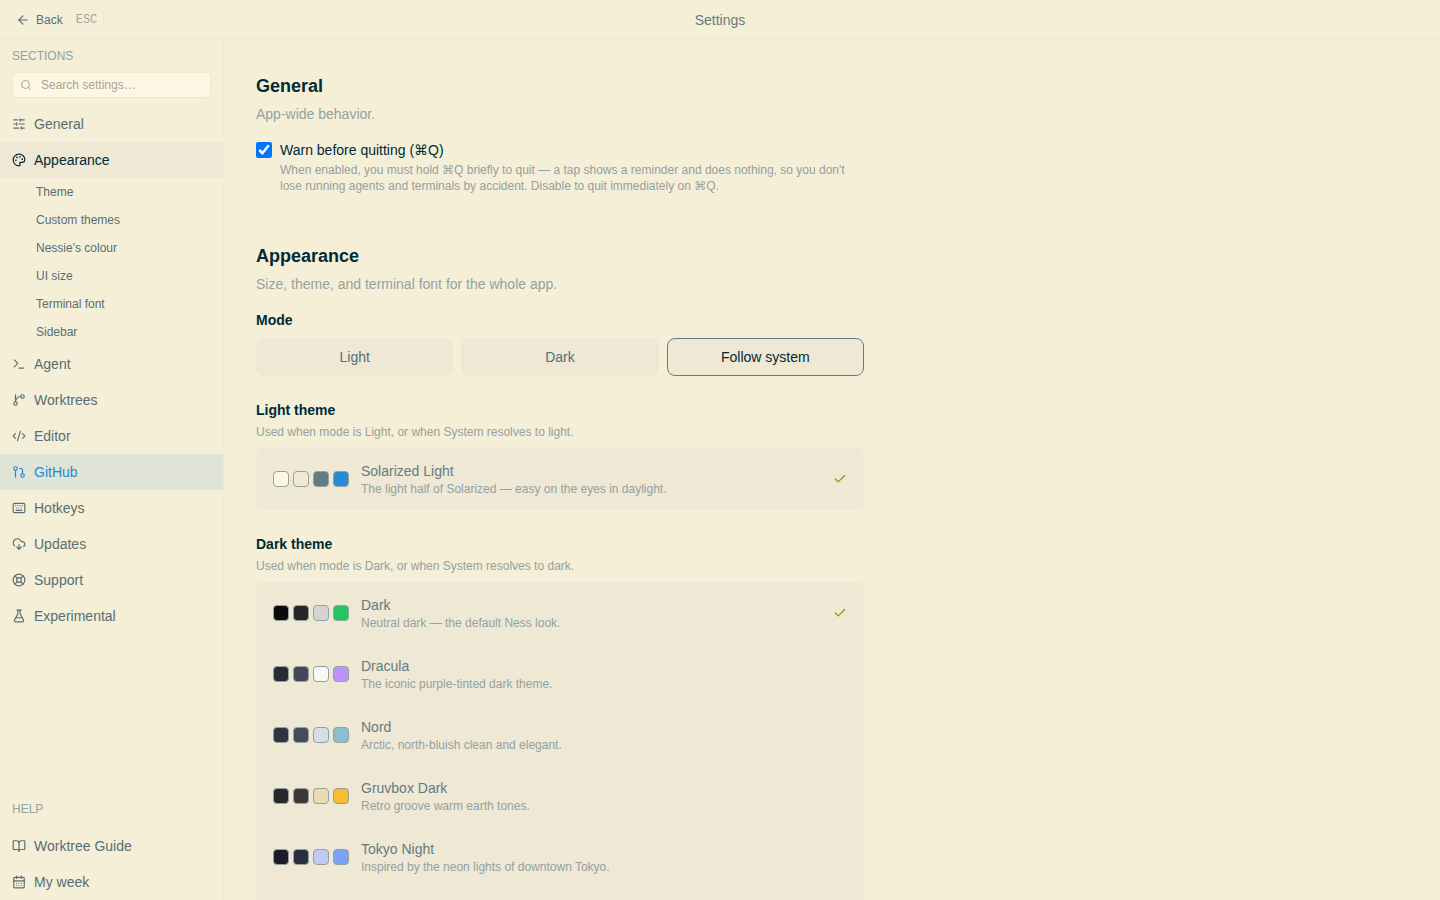 Back ESC
Settings
SECTIONS
Search settings…
General
Appearance
Theme
Custom themes
Nessie's colour
UI size
Terminal font
Sidebar
Agent
Worktrees
Editor
GitHub
Hotkeys
Updates
Support
Experimental
HELP
Worktree Guide
My week
General
App-wide behavior.
Warn before quitting (⌘Q)
When enabled, you must hold ⌘Q briefly to quit — a tap shows a reminder and does nothing, so you don't
lose running agents and terminals by accident. Disable to quit immediately on ⌘Q.
Appearance
Size, theme, and terminal font for the whole app.
Mode
Light Dark Follow system
Light theme
Used when mode is Light, or when System resolves to light.
Solarized Light
The light half of Solarized — easy on the eyes in daylight.
Dark theme
Used when mode is Dark, or when System resolves to dark.
Dark
Neutral dark — the default Ness look.
Dracula
The iconic purple-tinted dark theme.
Nord
Arctic, north-bluish clean and elegant.
Gruvbox Dark
Retro groove warm earth tones.
Tokyo Night
Inspired by the neon lights of downtown Tokyo.